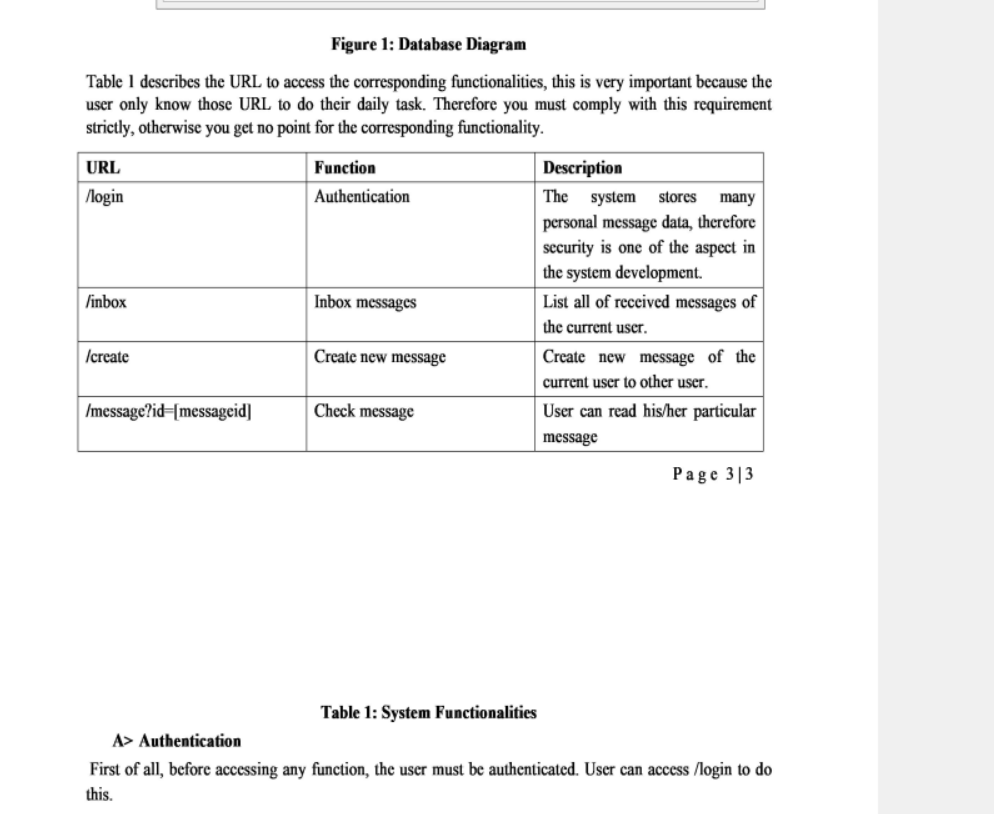 Figure 1: Database Diagram
Table 1 describes the URL to access the corresponding functionalities, this is very important because the
user only know those URL to do their daily task. Therefore you must comply with this requirement
strictly, otherwise you get no point for the corresponding functionality.
URL Function Description
/login Authentication The system stores many
personal message data, therefore
security is one of the aspect in
the system development.
/inbox Inbox messages List all of received messages of
the current user.
/create Create new message Create new message of the
current user to other user.
/message?id=[messageid] Check message User can read his/her particular
message
Page 3|3
Table 1: System Functionalities
A> Authentication
First of all, before accessing any function, the user must be authenticated. User can access /login to do
this.